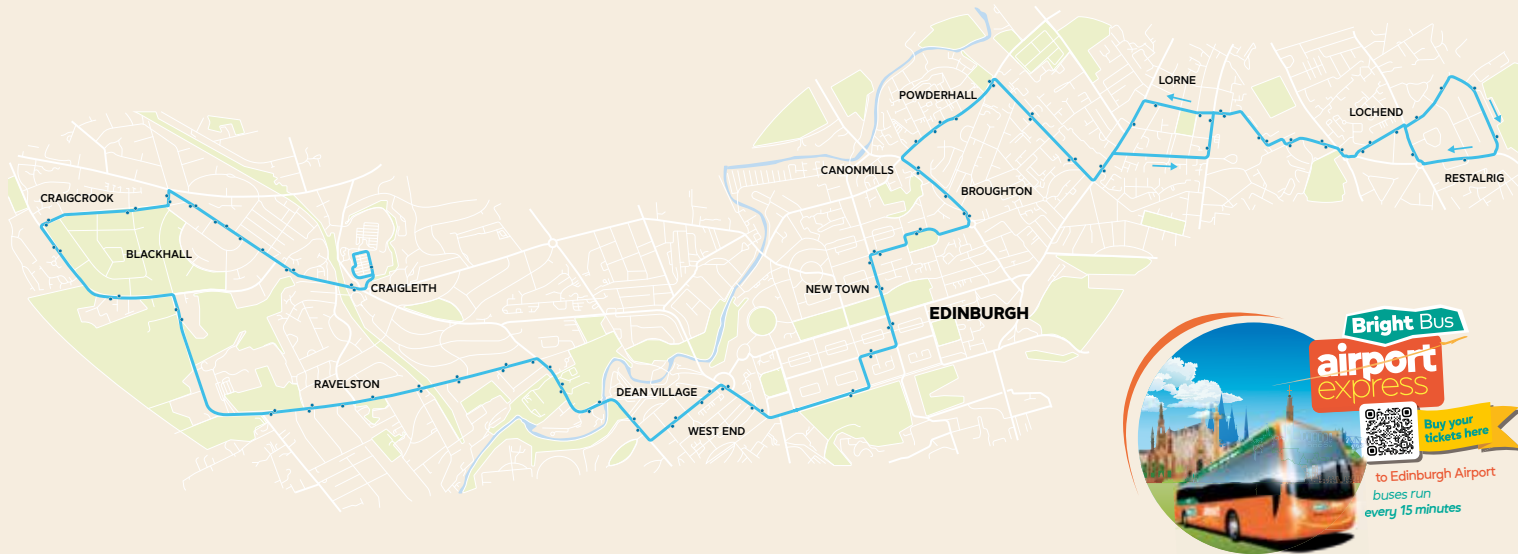 LORNE
POWDERHALL
LOCHEND
CANONMILLS
RESTALRIG
BROUGHTON
CRAIGCROOK
BLACKHALL
CRAIGLEITH
NEW TOWN
EDINBURGH
RAVELSTON
DEAN VILLAGE
WEST END
Bright Bus
airport
express
Buy your
tickets here
to Edinburgh Airport
buses run
every 15 minutes